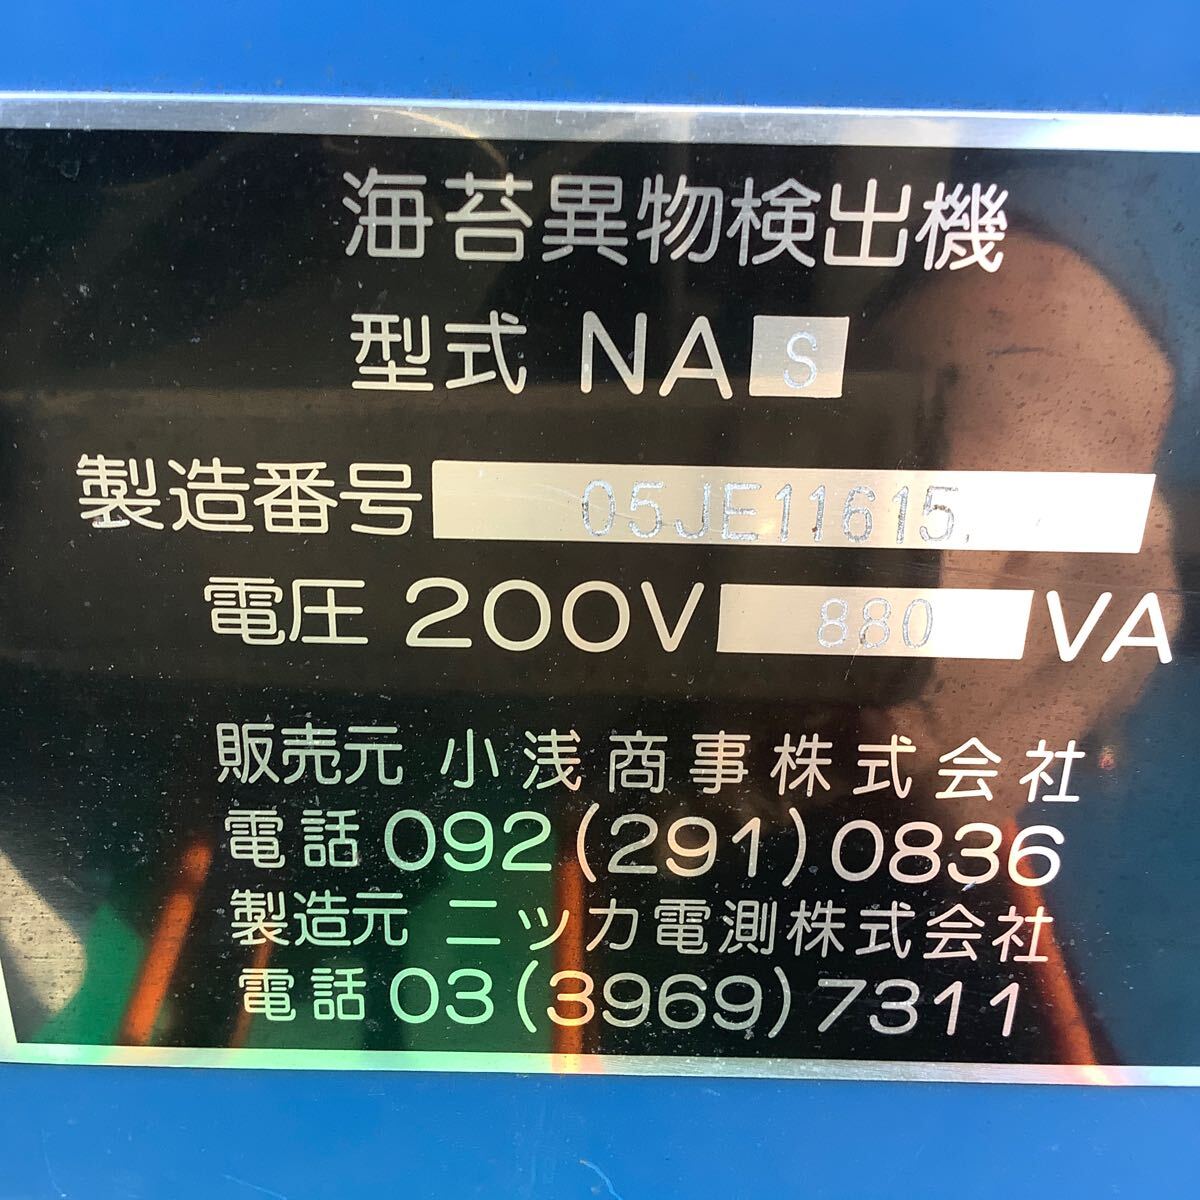 海苔異物検出機
型式 NA S
製造番号 05JE11615
電圧 200V 880 VA
販売元 小浅商事株式会社
電話 092(291)0836
製造元 ニッカ電測株式会社
電話 03(3969)7311